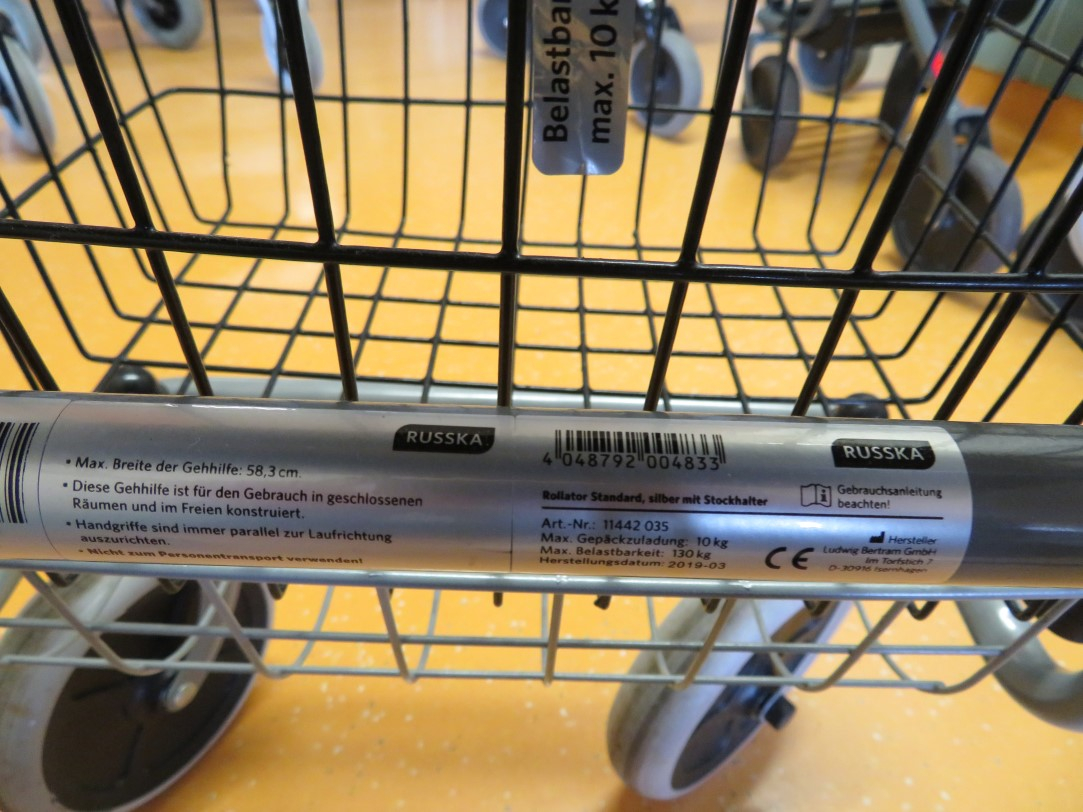 Belastbar
max. 10 k
RUSSKA
• Max. Breite der Gehhilfe: 58,3 cm.
• Diese Gehhilfe ist für den Gebrauch in geschlossenen
Räumen und im Freien konstruiert.
• Handgriffe sind immer parallel zur Laufrichtung
auszurichten.
• Nicht zum Personentransport verwenden!
4 048792 004833
RUSSKA
Rollator Standard, silber mit Stockhalter
Gebrauchsanleitung
beachten!
Art.-Nr.: 11442 035
Max. Gepäckzuladung: 10 kg
Max. Belastbarkeit: 130 kg
Herstellungsdatum: 2019-03
CE
Hersteller
Ludwig Bertram GmbH
Im Torfstich 7
D-30916 Isernhagen